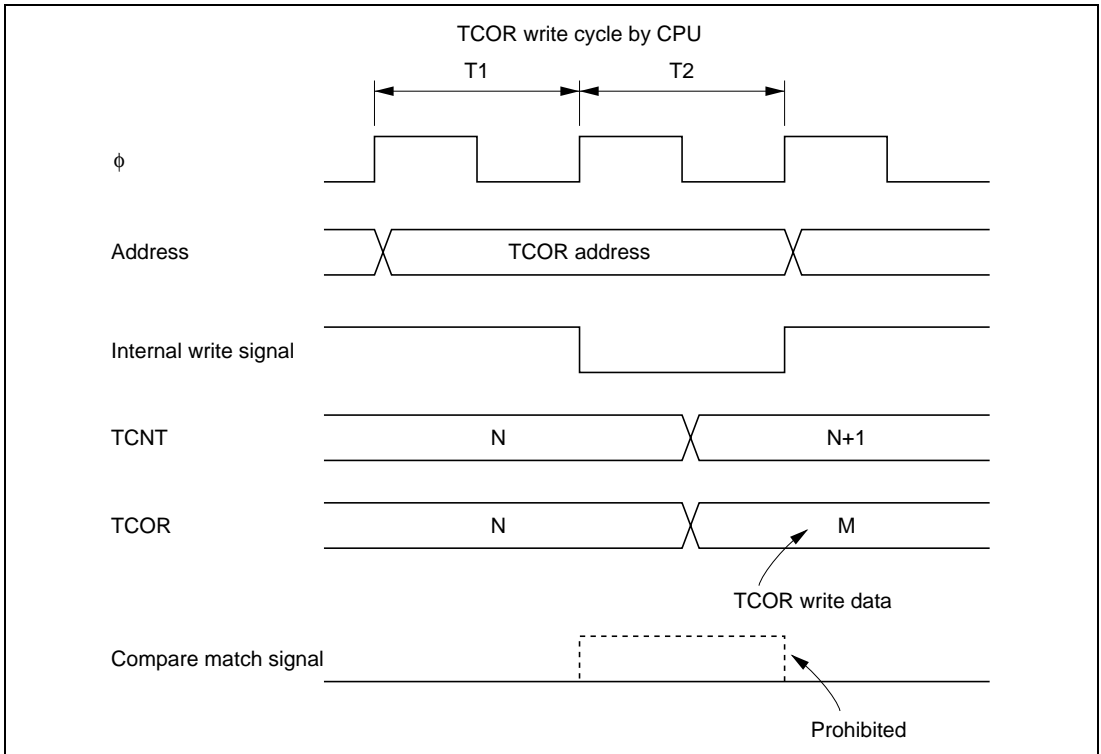 TCOR write cycle by CPU
T1 T2
ϕ
Address TCOR address
Internal write signal
TCNT N N+1
TCOR N M
TCOR write data
Compare match signal
Prohibited